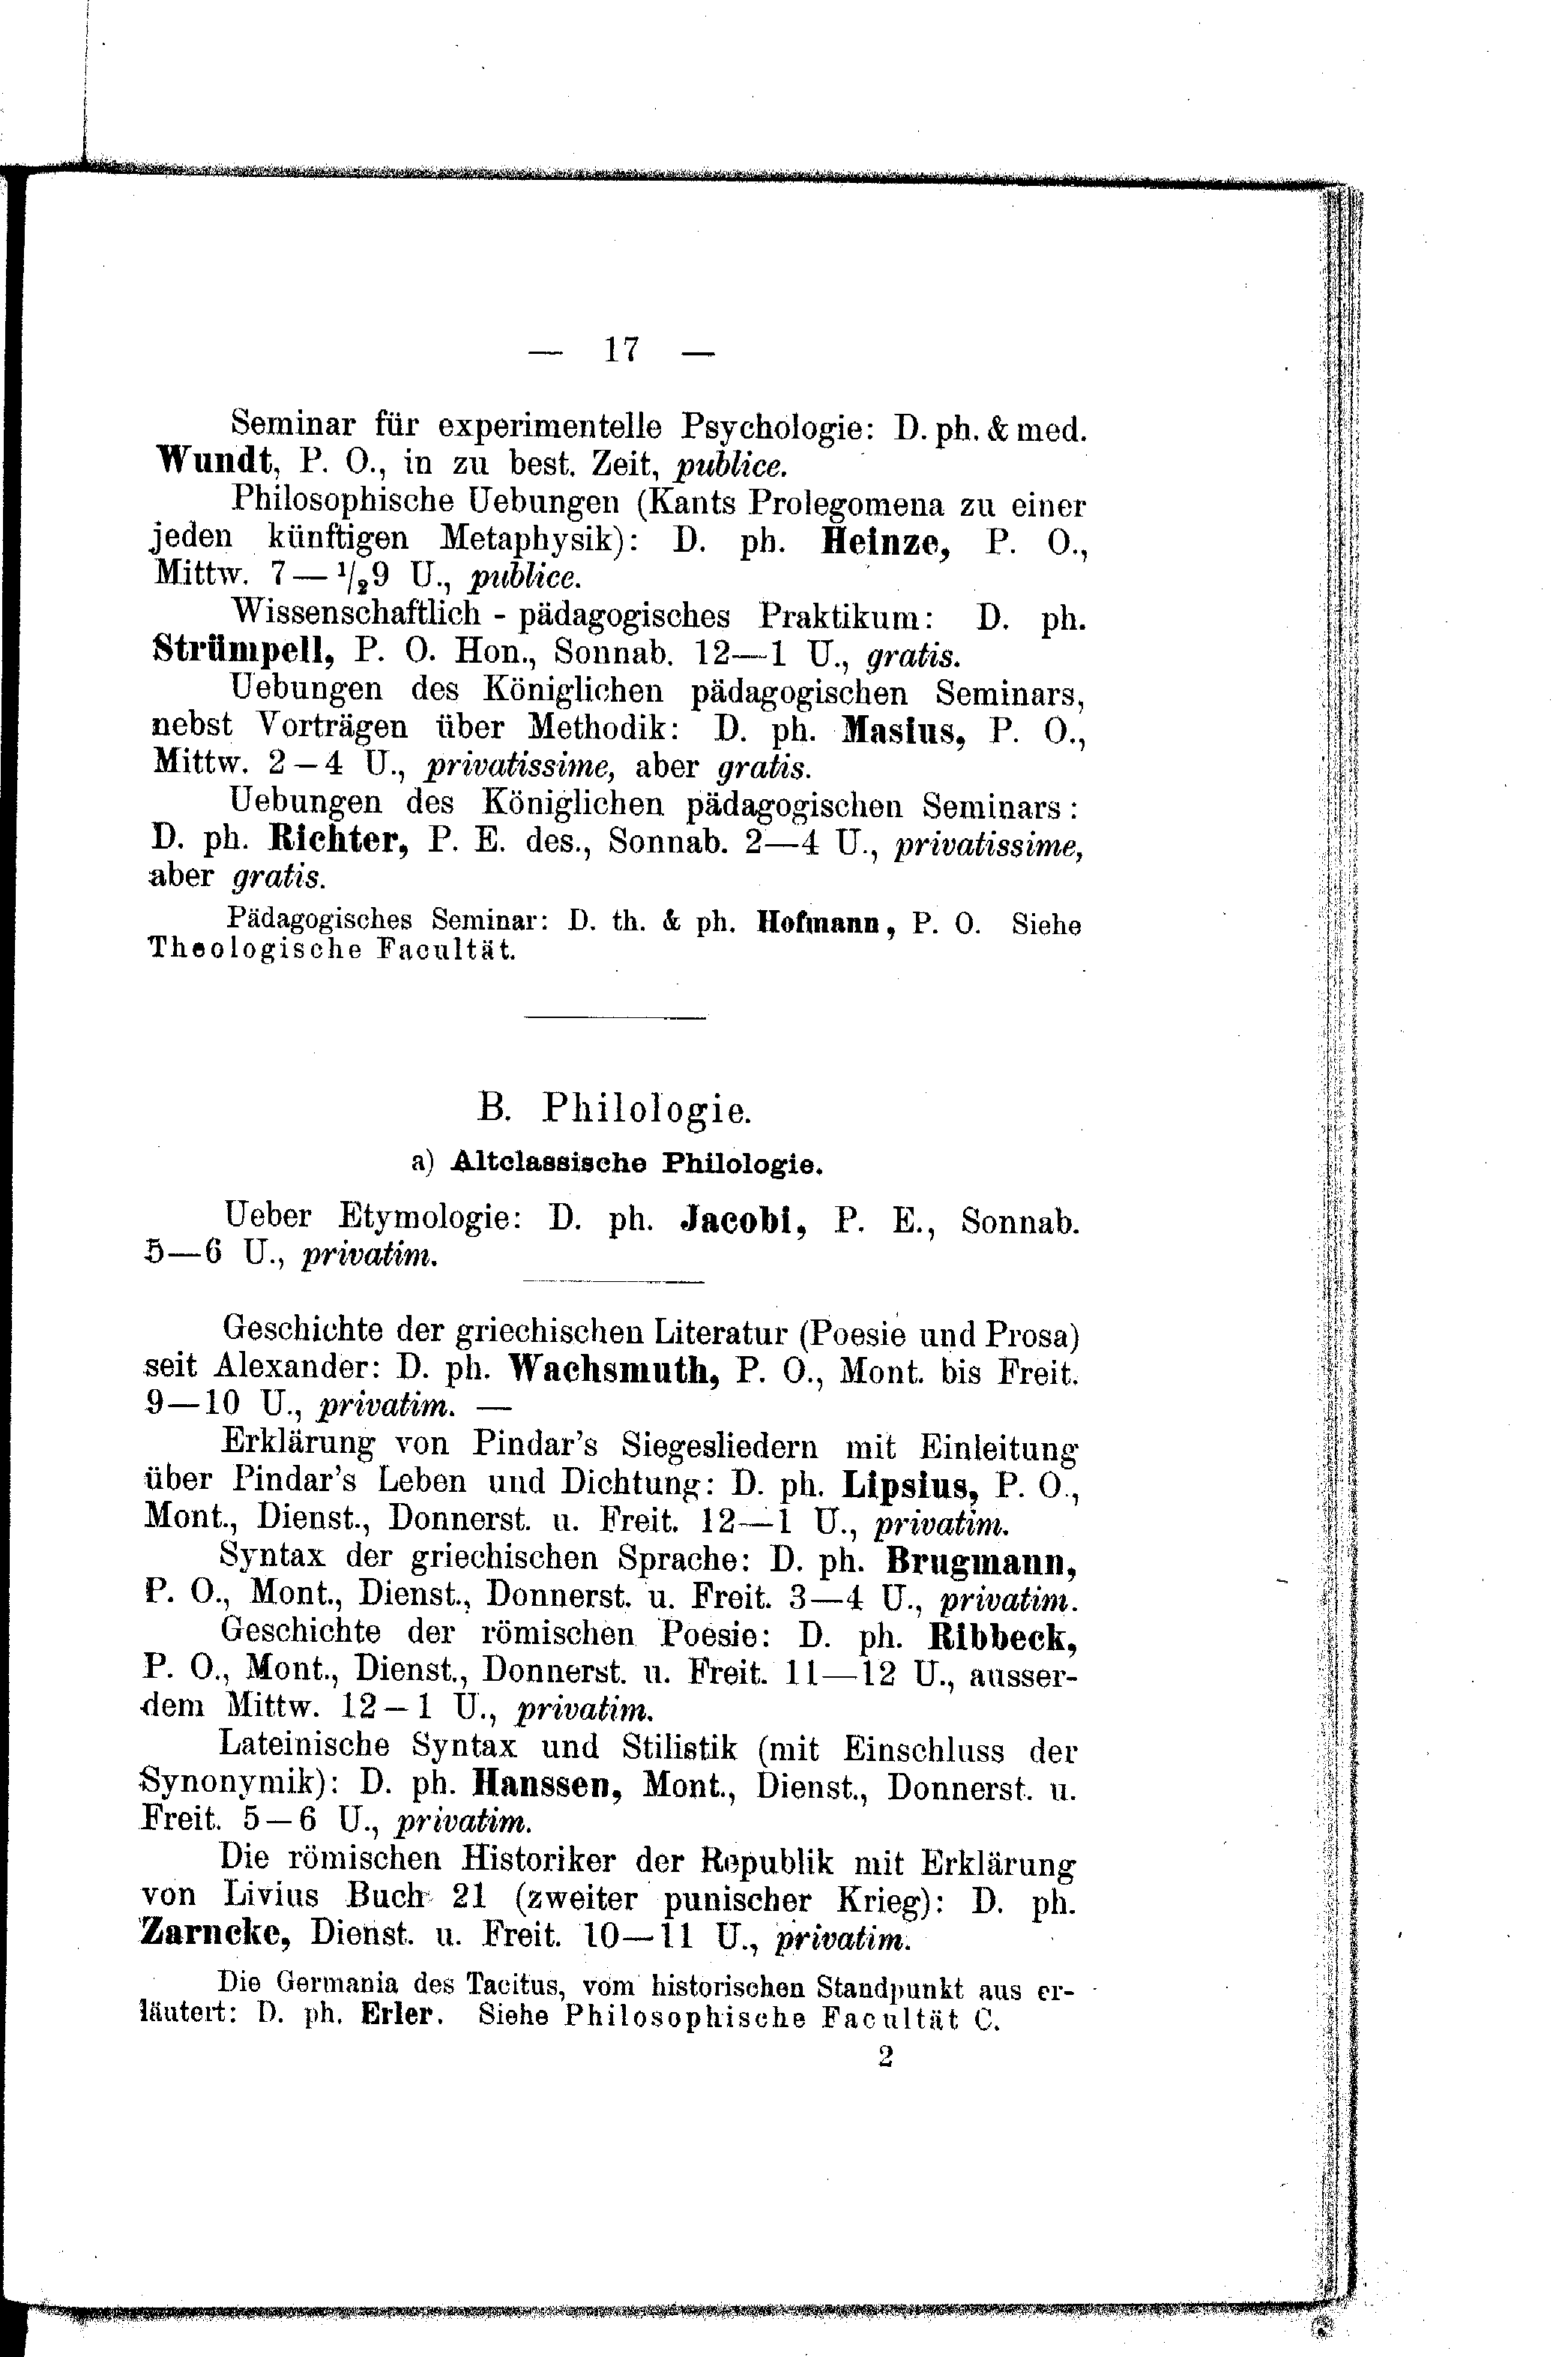 — 17 —
Seminar für experimentelle Psychologie: D. ph. & med.
Wundt, P. O., in zu best. Zeit, publice.
Philosophische Uebungen (Kants Prolegomena zu einer
jeden künftigen Metaphysik): D. ph. Heinze, P. O.,
Mittw. 7—1/29 U., publice.
Wissenschaftlich-pädagogisches Praktikum: D. ph.
Strümpell, P. O. Hon., Sonnab. 12—1 U., gratis.
Uebungen des Königlichen pädagogischen Seminars,
nebst Vorträgen über Methodik: D. ph. Masius, P. O.,
Mittw. 2—4 U., privatissime, aber gratis.
Uebungen des Königlichen pädagogischen Seminars:
D. ph. Richter, P. E. des., Sonnab. 2—4 U., privatissime,
aber gratis.
Pädagogisches Seminar: D. th. & ph. Hofmann, P. O. Siehe
Theologische Facultät.
B. Philologie.
a) Altclassische Philologie.
Ueber Etymologie: D. ph. Jacobi, P. E., Sonnab.
5—6 U., privatim.
Geschichte der griechischen Literatur (Poesie und Prosa)
seit Alexander: D. ph. Wachsmuth, P. O., Mont. bis Freit.
9—10 U., privatim. —
Erklärung von Pindar's Siegesliedern mit Einleitung
über Pindar's Leben und Dichtung: D. ph. Lipsius, P. O.,
Mont., Dienst., Donnerst. u. Freit. 12—1 U., privatim.
Syntax der griechischen Sprache: D. ph. Brugmann,
P. O., Mont., Dienst., Donnerst. u. Freit. 3—4 U., privatim.
Geschichte der römischen Poesie: D. ph. Ribbeck,
P. O., Mont., Dienst., Donnerst. u. Freit. 11—12 U., ausser-
dem Mittw. 12—1 U., privatim.
Lateinische Syntax und Stilistik (mit Einschluss der
Synonymik): D. ph. Hanssen, Mont., Dienst., Donnerst. u.
Freit. 5—6 U., privatim.
Die römischen Historiker der Republik mit Erklärung
von Livius Buch 21 (zweiter punischer Krieg): D. ph.
Zarncke, Dienst. u. Freit. 10—11 U., privatim.
Die Germania des Tacitus, vom historischen Standpunkt aus er-
läutert: D. ph. Erler. Siehe Philosophische Facultät C.
2